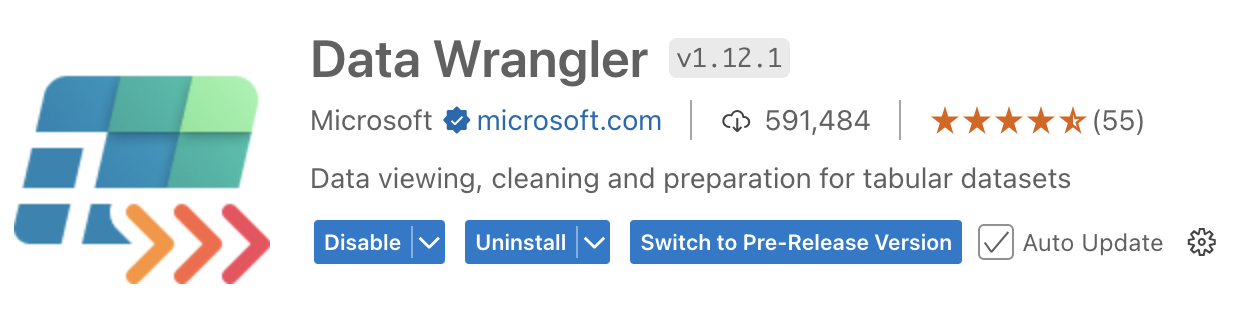 Data Wrangler v1.12.1
Microsoft microsoft.com 591,484 (55)
Data viewing, cleaning and preparation for tabular datasets
Disable Uninstall Switch to Pre-Release Version Auto Update